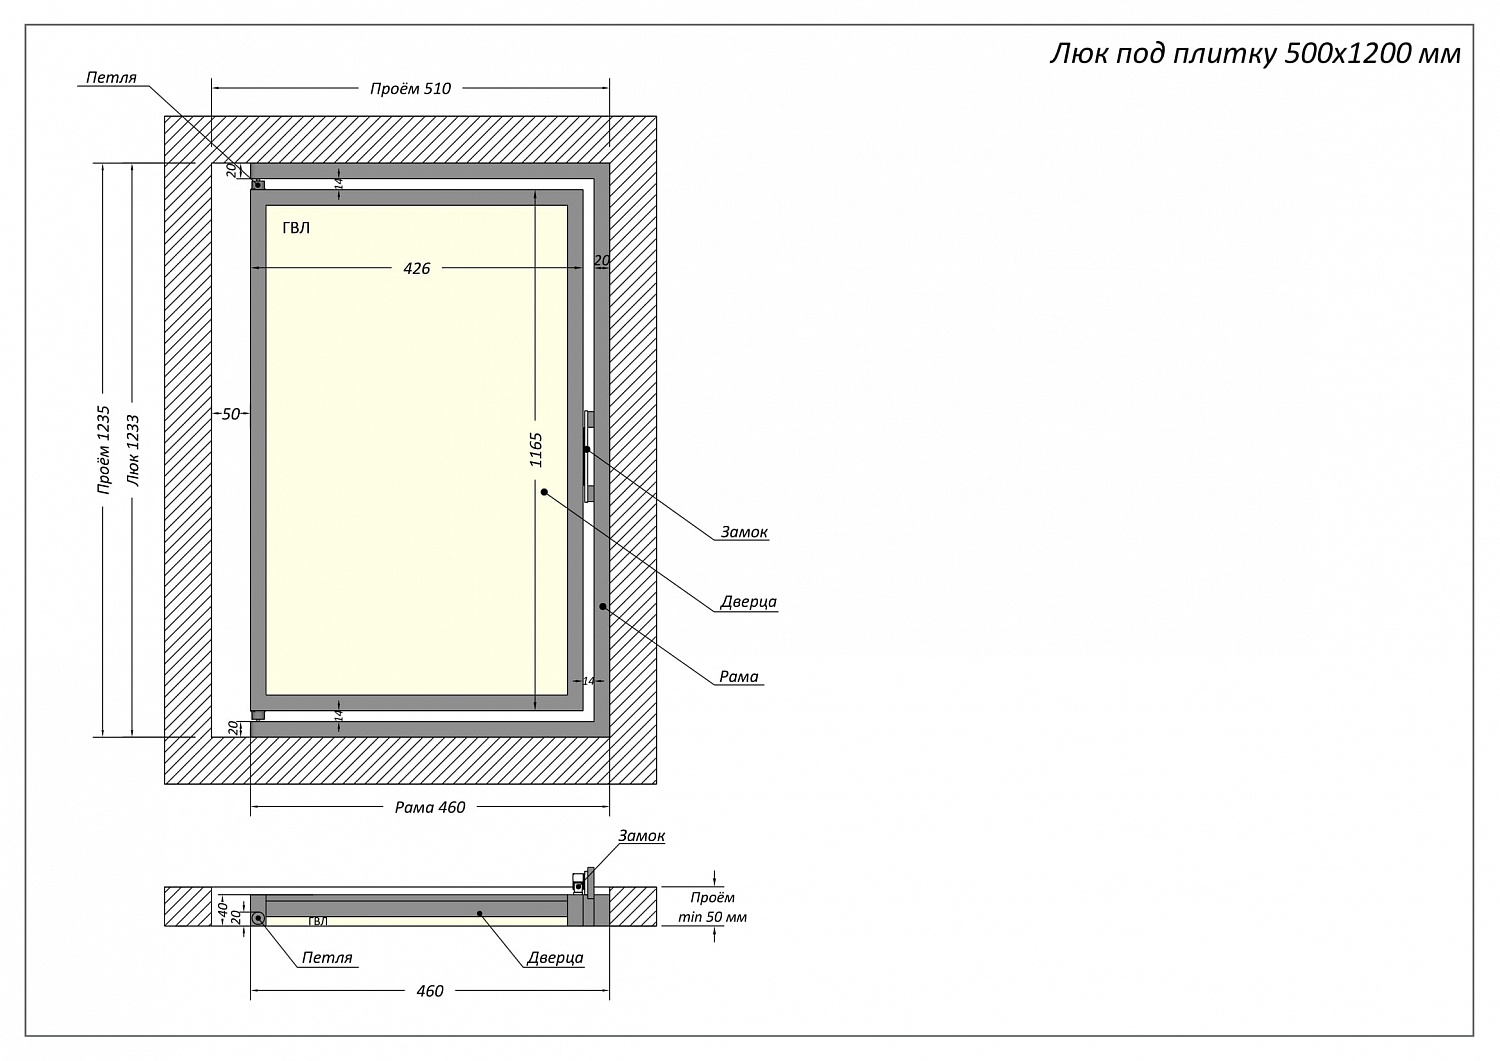 Люк под плитку 500х1200 мм
Петля
Проём 510
20
14
ГВЛ
426
20
50
Проём 1235
Люк 1233
1165
Замок
Дверца
Рама
14
14
20
Рама 460
Замок
40
20
ГВЛ
Проём
min 50 мм
Петля
Дверца
460